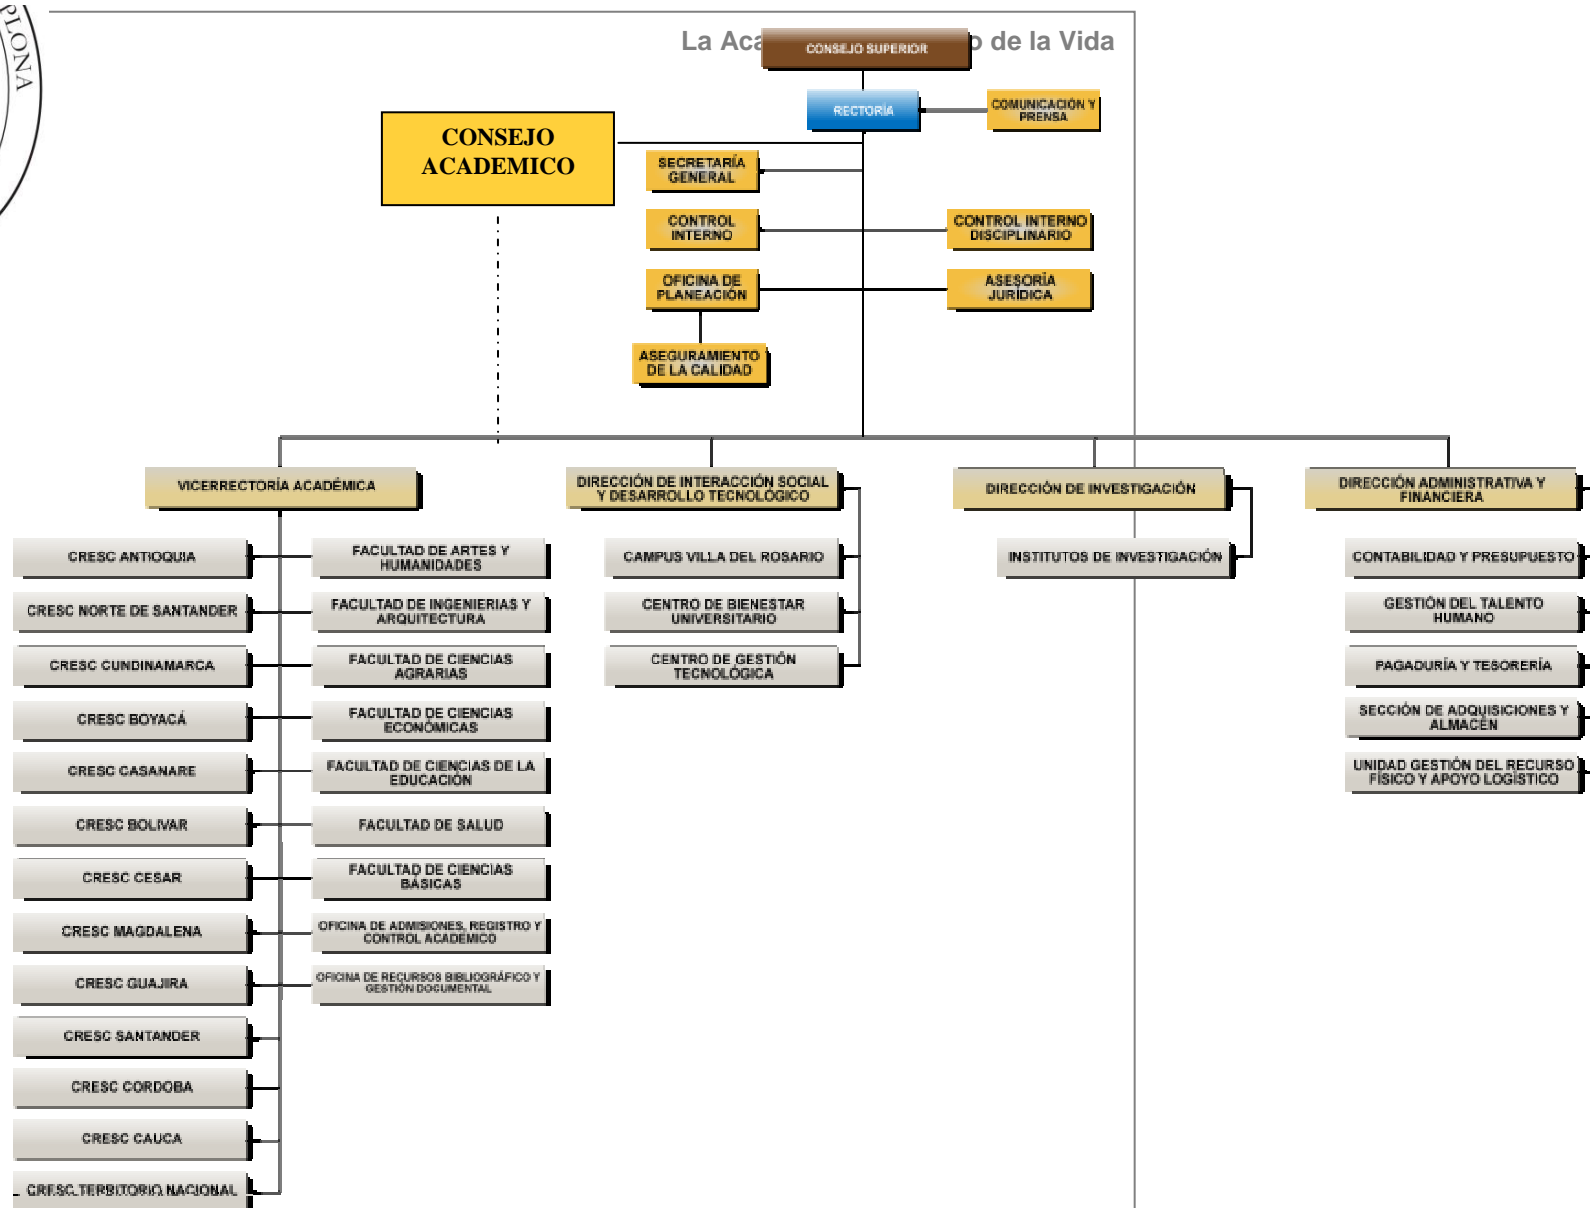 PLONA
La Aca
o de la Vida
CONSEJO SUPERIOR
RECTORÍA
COMUNICACIÓN Y
PRENSA
CONSEJO
ACADEMICO
SECRETARÍA
GENERAL
CONTROL
INTERNO
CONTROL INTERNO
DISCIPLINARIO
OFICINA DE
PLANEACIÓN
ASESORÍA
JURÍDICA
ASEGURAMIENTO
DE LA CALIDAD
VICERRECTORÍA ACADÉMICA
DIRECCIÓN DE INTERACCIÓN SOCIAL
Y DESARROLLO TECNOLÓGICO
DIRECCIÓN DE INVESTIGACIÓN
DIRECCIÓN ADMINISTRATIVA Y
FINANCIERA
CRESC ANTIOQUIA
CRESC NORTE DE SANTANDER
CRESC CUNDINAMARCA
CRESC BOYACÁ
CRESC CASANARE
CRESC BOLIVAR
CRESC CESAR
CRESC MAGDALENA
CRESC GUAJIRA
CRESC SANTANDER
CRESC CORDOBA
CRESC CAUCA
CRESC TERRITORIO NACIONAL
FACULTAD DE ARTES Y
HUMANIDADES
FACULTAD DE INGENIERIAS Y
ARQUITECTURA
FACULTAD DE CIENCIAS
AGRARIAS
FACULTAD DE CIENCIAS
ECONÓMICAS
FACULTAD DE CIENCIAS DE LA
EDUCACIÓN
FACULTAD DE SALUD
FACULTAD DE CIENCIAS
BÁSICAS
OFICINA DE ADMISIONES, REGISTRO Y
CONTROL ACADÉMICO
OFICINA DE RECURSOS BIBLIOGRÁFICO Y
GESTIÓN DOCUMENTAL
CAMPUS VILLA DEL ROSARIO
CENTRO DE BIENESTAR
UNIVERSITARIO
CENTRO DE GESTIÓN
TECNOLÓGICA
INSTITUTOS DE INVESTIGACIÓN
CONTABILIDAD Y PRESUPUESTO
GESTIÓN DEL TALENTO
HUMANO
PAGADURÍA Y TESORERÍA
SECCIÓN DE ADQUISICIONES Y
ALMACÉN
UNIDAD GESTIÓN DEL RECURSO
FÍSICO Y APOYO LOGÍSTICO